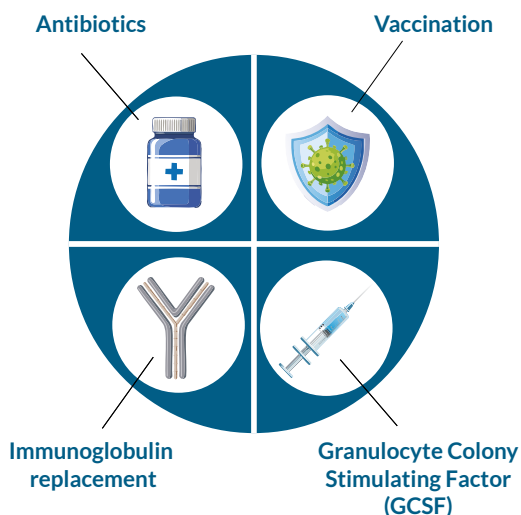 Antibiotics
Vaccination
Immunoglobulin
replacement
Granulocyte Colony
Stimulating Factor
(GCSF)